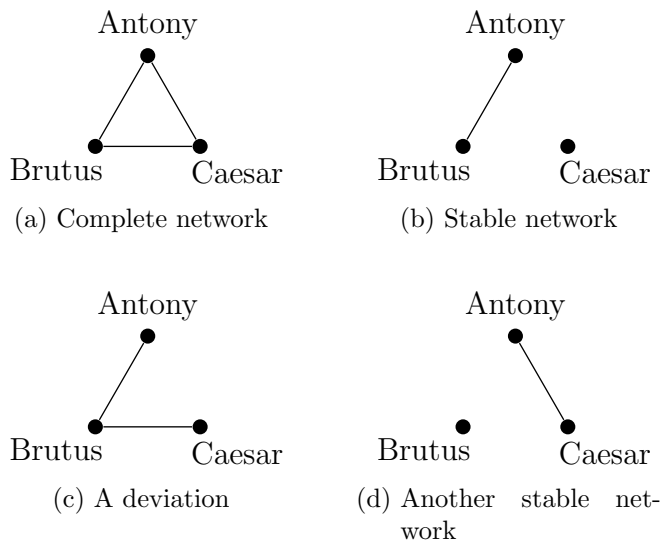 Antony
Antony
Brutus
Caesar
Brutus
Caesar
(a) Complete network
(b) Stable network
Antony
Antony
Brutus
Caesar
Brutus
Caesar
(c) A deviation
(d) Another stable net-
work